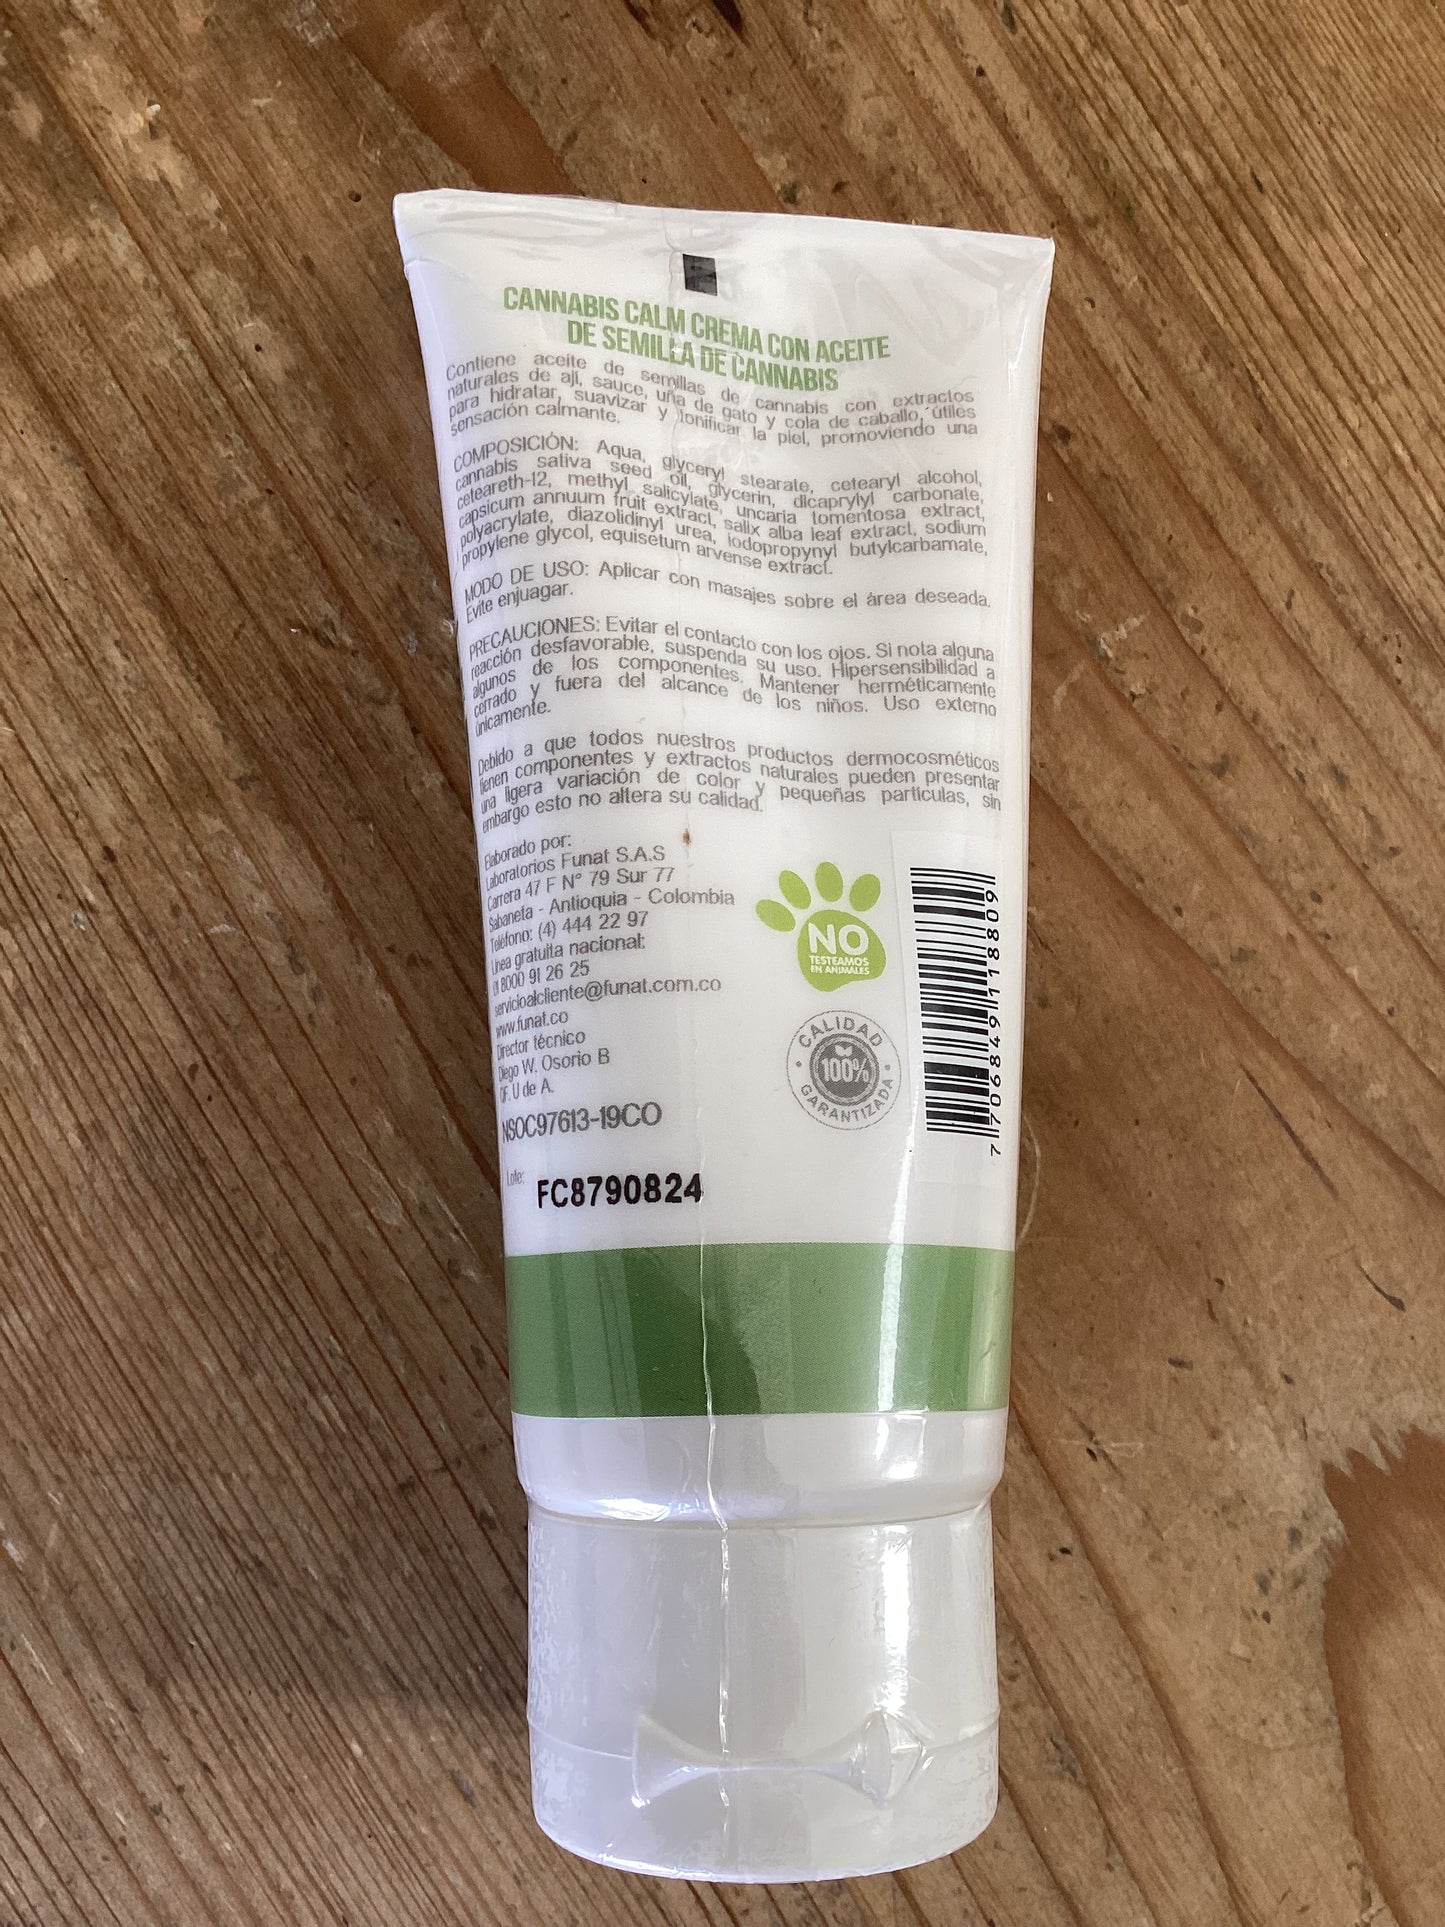 CANNABIS CALM CREMA CON ACEITE
DE SEMILLA DE CANNABIS
Contiene aceite de semillas de cannabis con extractos
naturales de ají, sauce, uña de gato y cola de caballo, útiles
para hidratar, suavizar y tonificar la piel, promoviendo una
sensación calmante.
COMPOSICIÓN: Aqua, glyceryl stearate, cetearyl alcohol,
cannabis sativa seed oil, glycerin, dicaprylyl carbonate,
ceteareth-12, methyl salicylate, uncaria tomentosa extract,
capsicum annuum fruit extract, salix alba leaf extract, sodium
polyacrylate, diazolidinyl urea, Iodopropynyl butylcarbamate,
propylene glycol, equisetum arvense extract.
MODO DE USO: Aplicar con masajes sobre el área deseada.
Evite enjuagar.
PRECAUCIONES: Evitar el contacto con los ojos. Si nota alguna
reacción desfavorable, suspenda su uso. Hipersensibilidad a
algunos de los componentes. Mantener herméticamente
cerrado y fuera del alcance de los niños. Uso externo
únicamente.
Debido a que todos nuestros productos dermocosméticos
tienen componentes y extractos naturales pueden presentar
una ligera variación de color y pequeñas partículas, sin
embargo esto no altera su calidad.
Elaborado por:
Laboratorios Funat S.A.S
Carrera 47 F N° 79 Sur 77
Sabaneta - Antioquia - Colombia
Teléfono: (4) 444 22 97
Línea gratuita nacional:
01 8000 91 26 25
servicioalcliente@funat.com.co
www.funat.co
Director técnico
Diego W. Osorio B
QF. U de A.
NSOC97613-19CO
Lote:
FC8790824
NO
TESTEAMOS
EN ANIMALES
CALIDAD
100%
GARANTIZADA
7706849118809